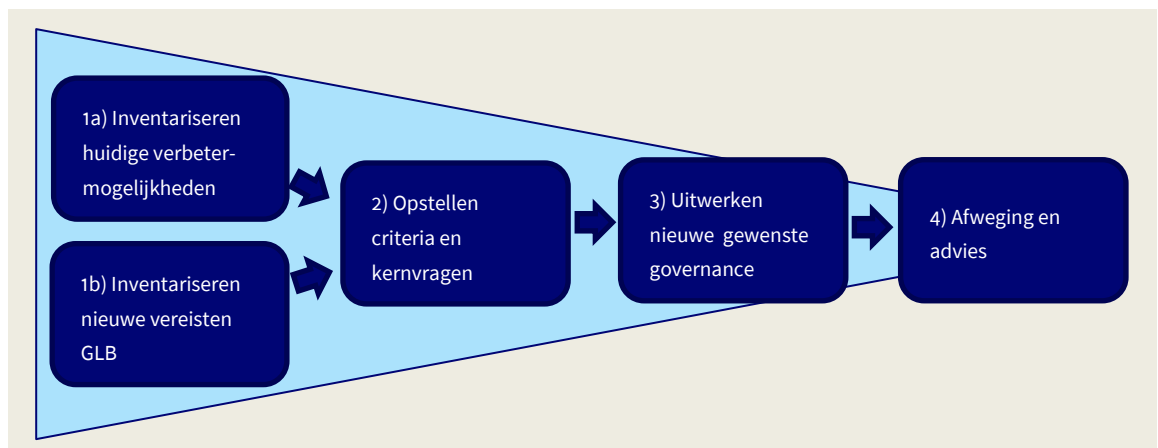 1a) Inventariseren
huidige verbeter-
mogelijkheden
1b) Inventariseren
nieuwe vereisten
GLB
2) Opstellen
criteria en
kernvragen
3) Uitwerken
nieuwe gewenste
governance
4) Afweging en
advies